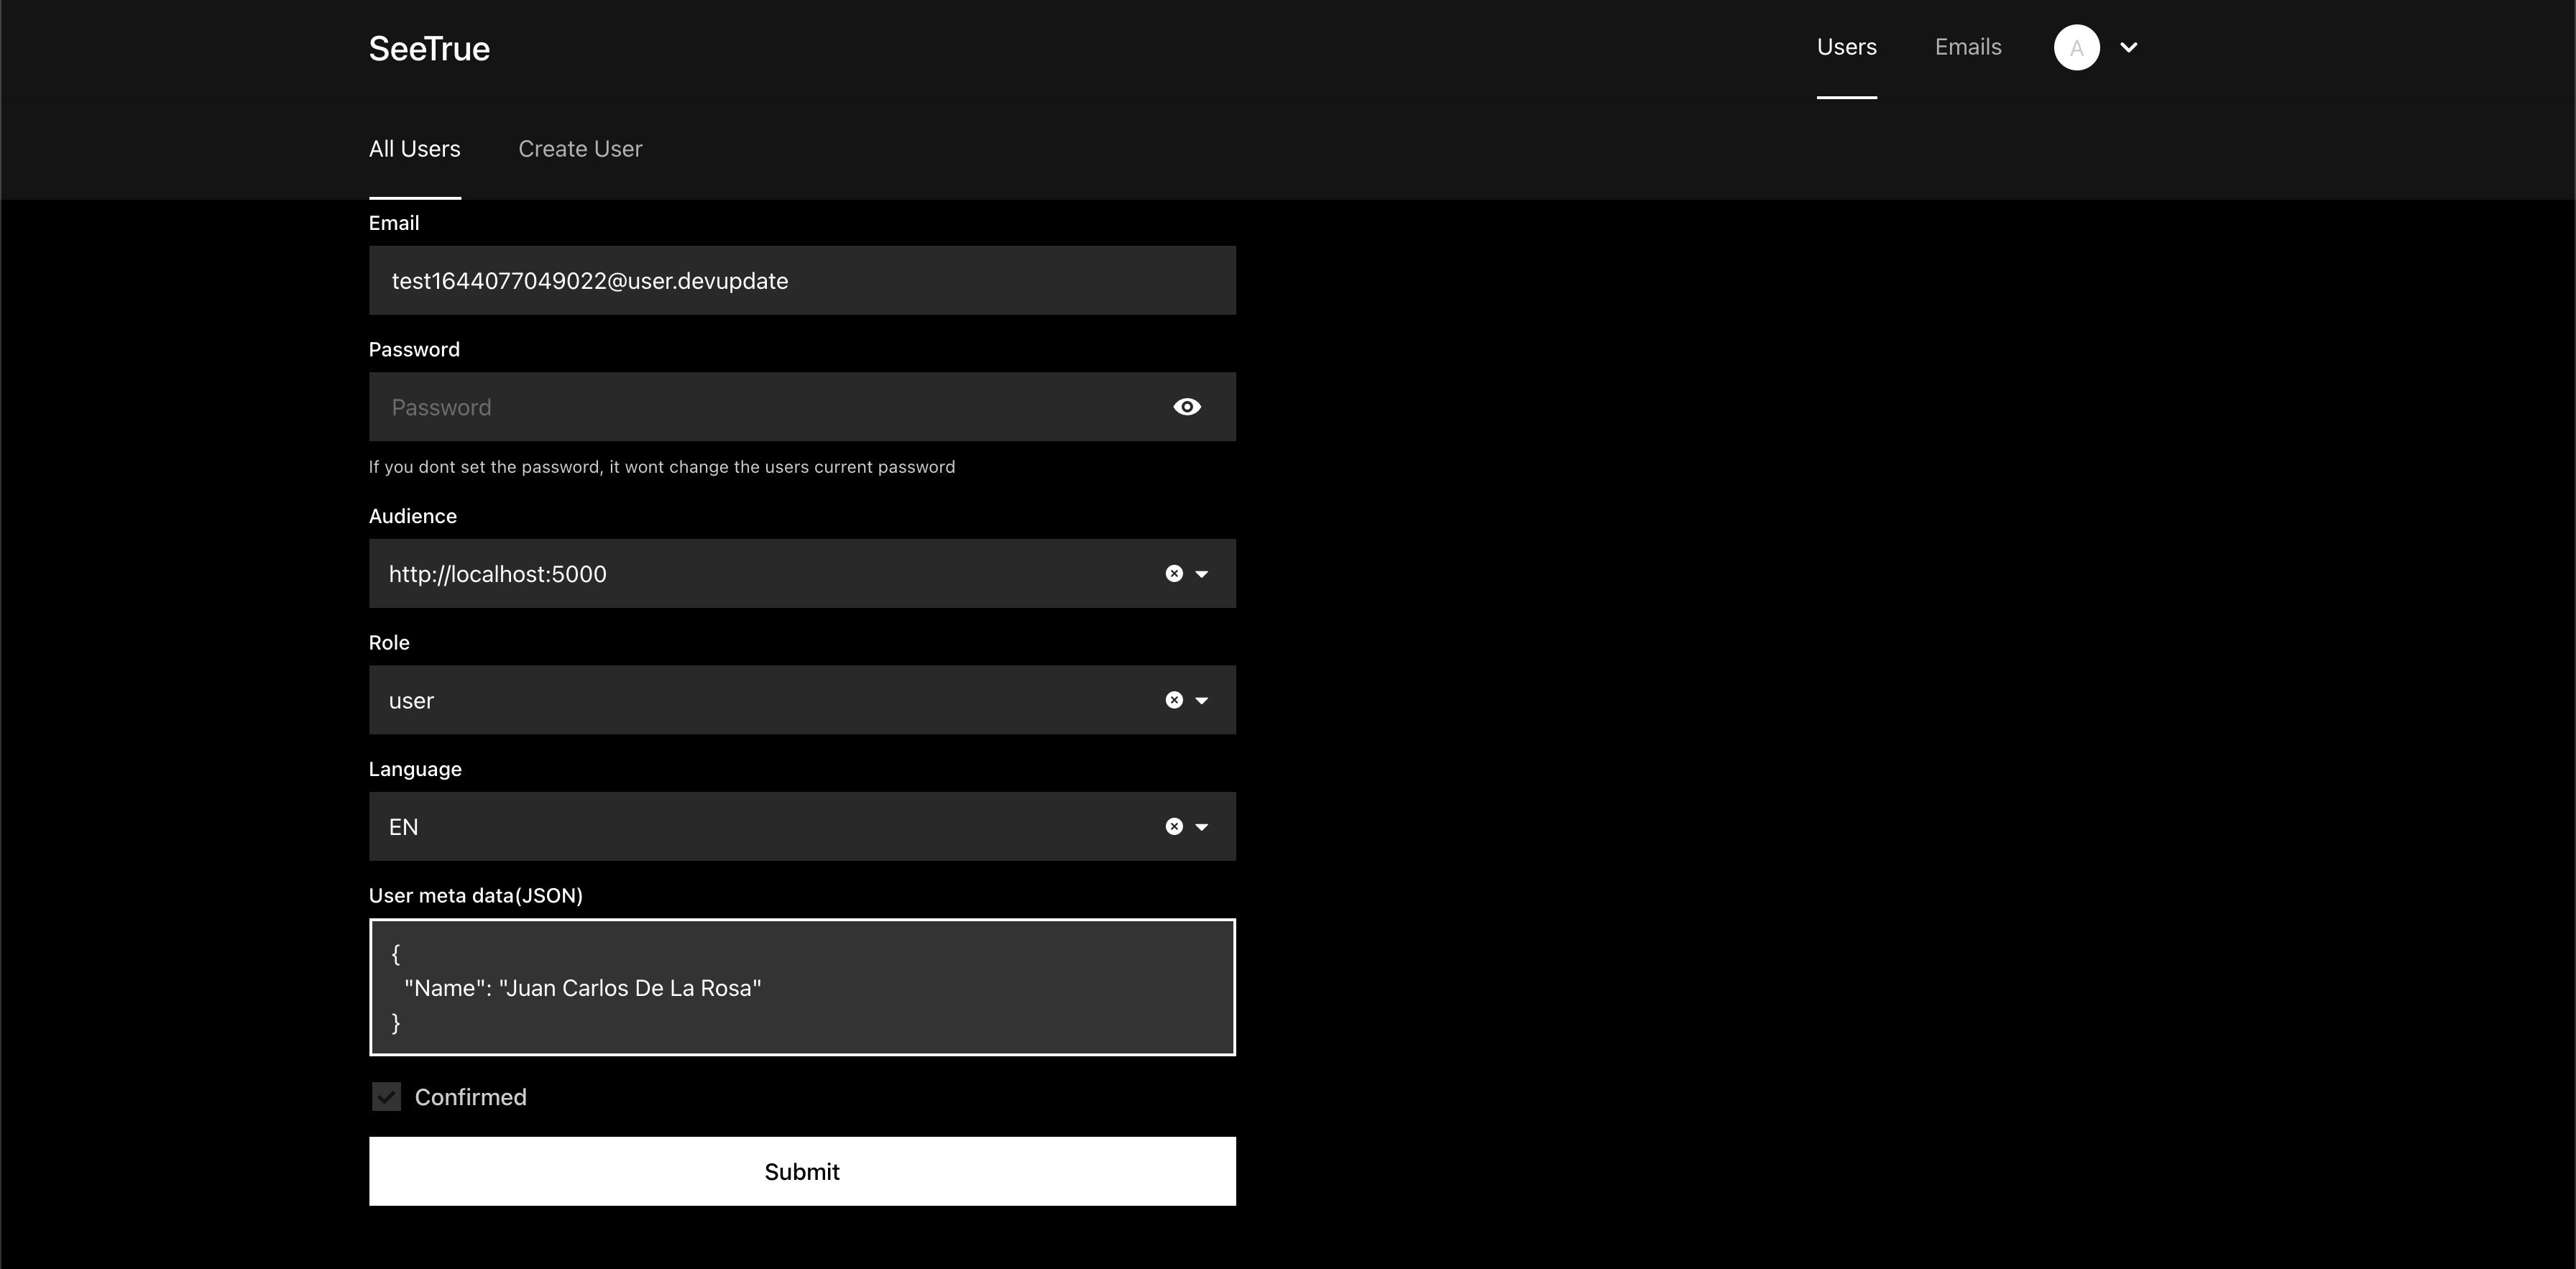 SeeTrue
Users
Emails
A
All Users
Create User
Email
test1644077049022@user.devupdate
Password
Password
If you dont set the password, it wont change the users current password
Audience
http://localhost:5000
Role
user
Language
EN
User meta data(JSON)
{
"Name": "Juan Carlos De La Rosa"
}
Confirmed
Submit